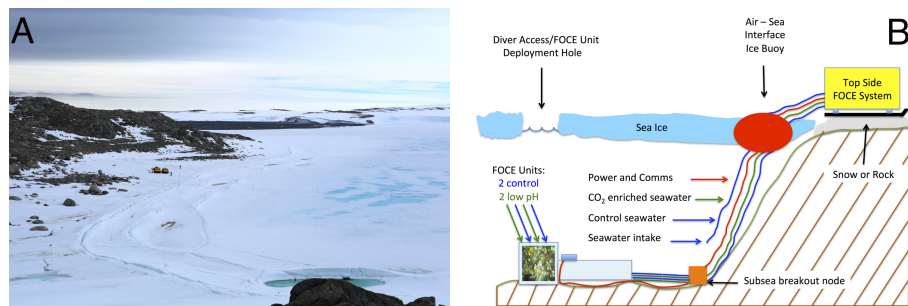 A
B
Diver Access/FOCE Unit
Deployment Hole
Air – Sea
Interface
Ice Buoy
Top Side
FOCE System
Sea Ice
Snow or Rock
FOCE Units:
2 control
2 low pH
Power and Comms
CO₂ enriched seawater
Control seawater
Seawater intake
Subsea breakout node